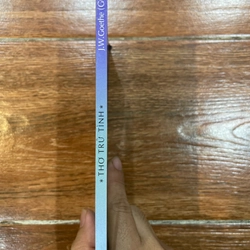 J.W.Goethe (G
* THƠ TRỮ TÌNH *